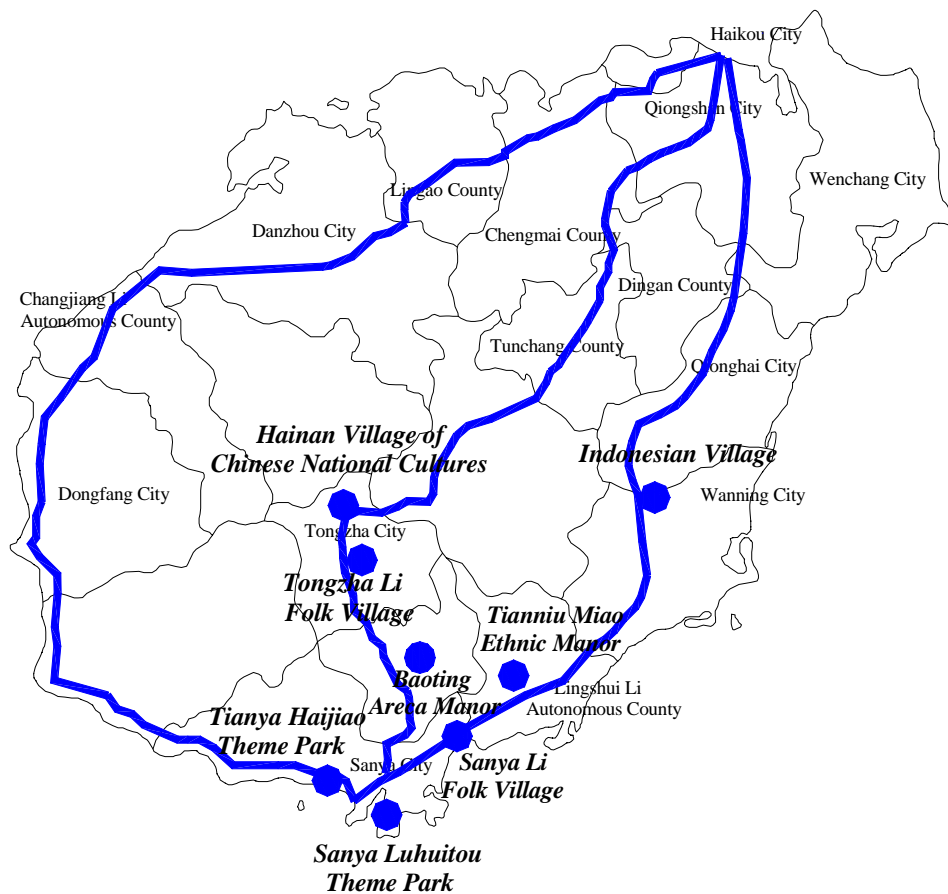 Haikou City
Qiongshan City
Wenchang City
Lingao County
Danzhou City
Chengmai County
Dingan County
Changjiang Li
Autonomous County
Tunchang County
Qionghai City
Hainan Village of
Chinese National Cultures
Indonesian Village
Dongfang City
Wanning City
Tongzha City
Tongzha Li
Folk Village
Tianniu Miao
Ethnic Manor
Baoting
Areca Manor
Lingshui Li
Autonomous County
Tianya Haijiao
Theme Park
Sanya City
Sanya Li
Folk Village
Sanya Luhuitou
Theme Park